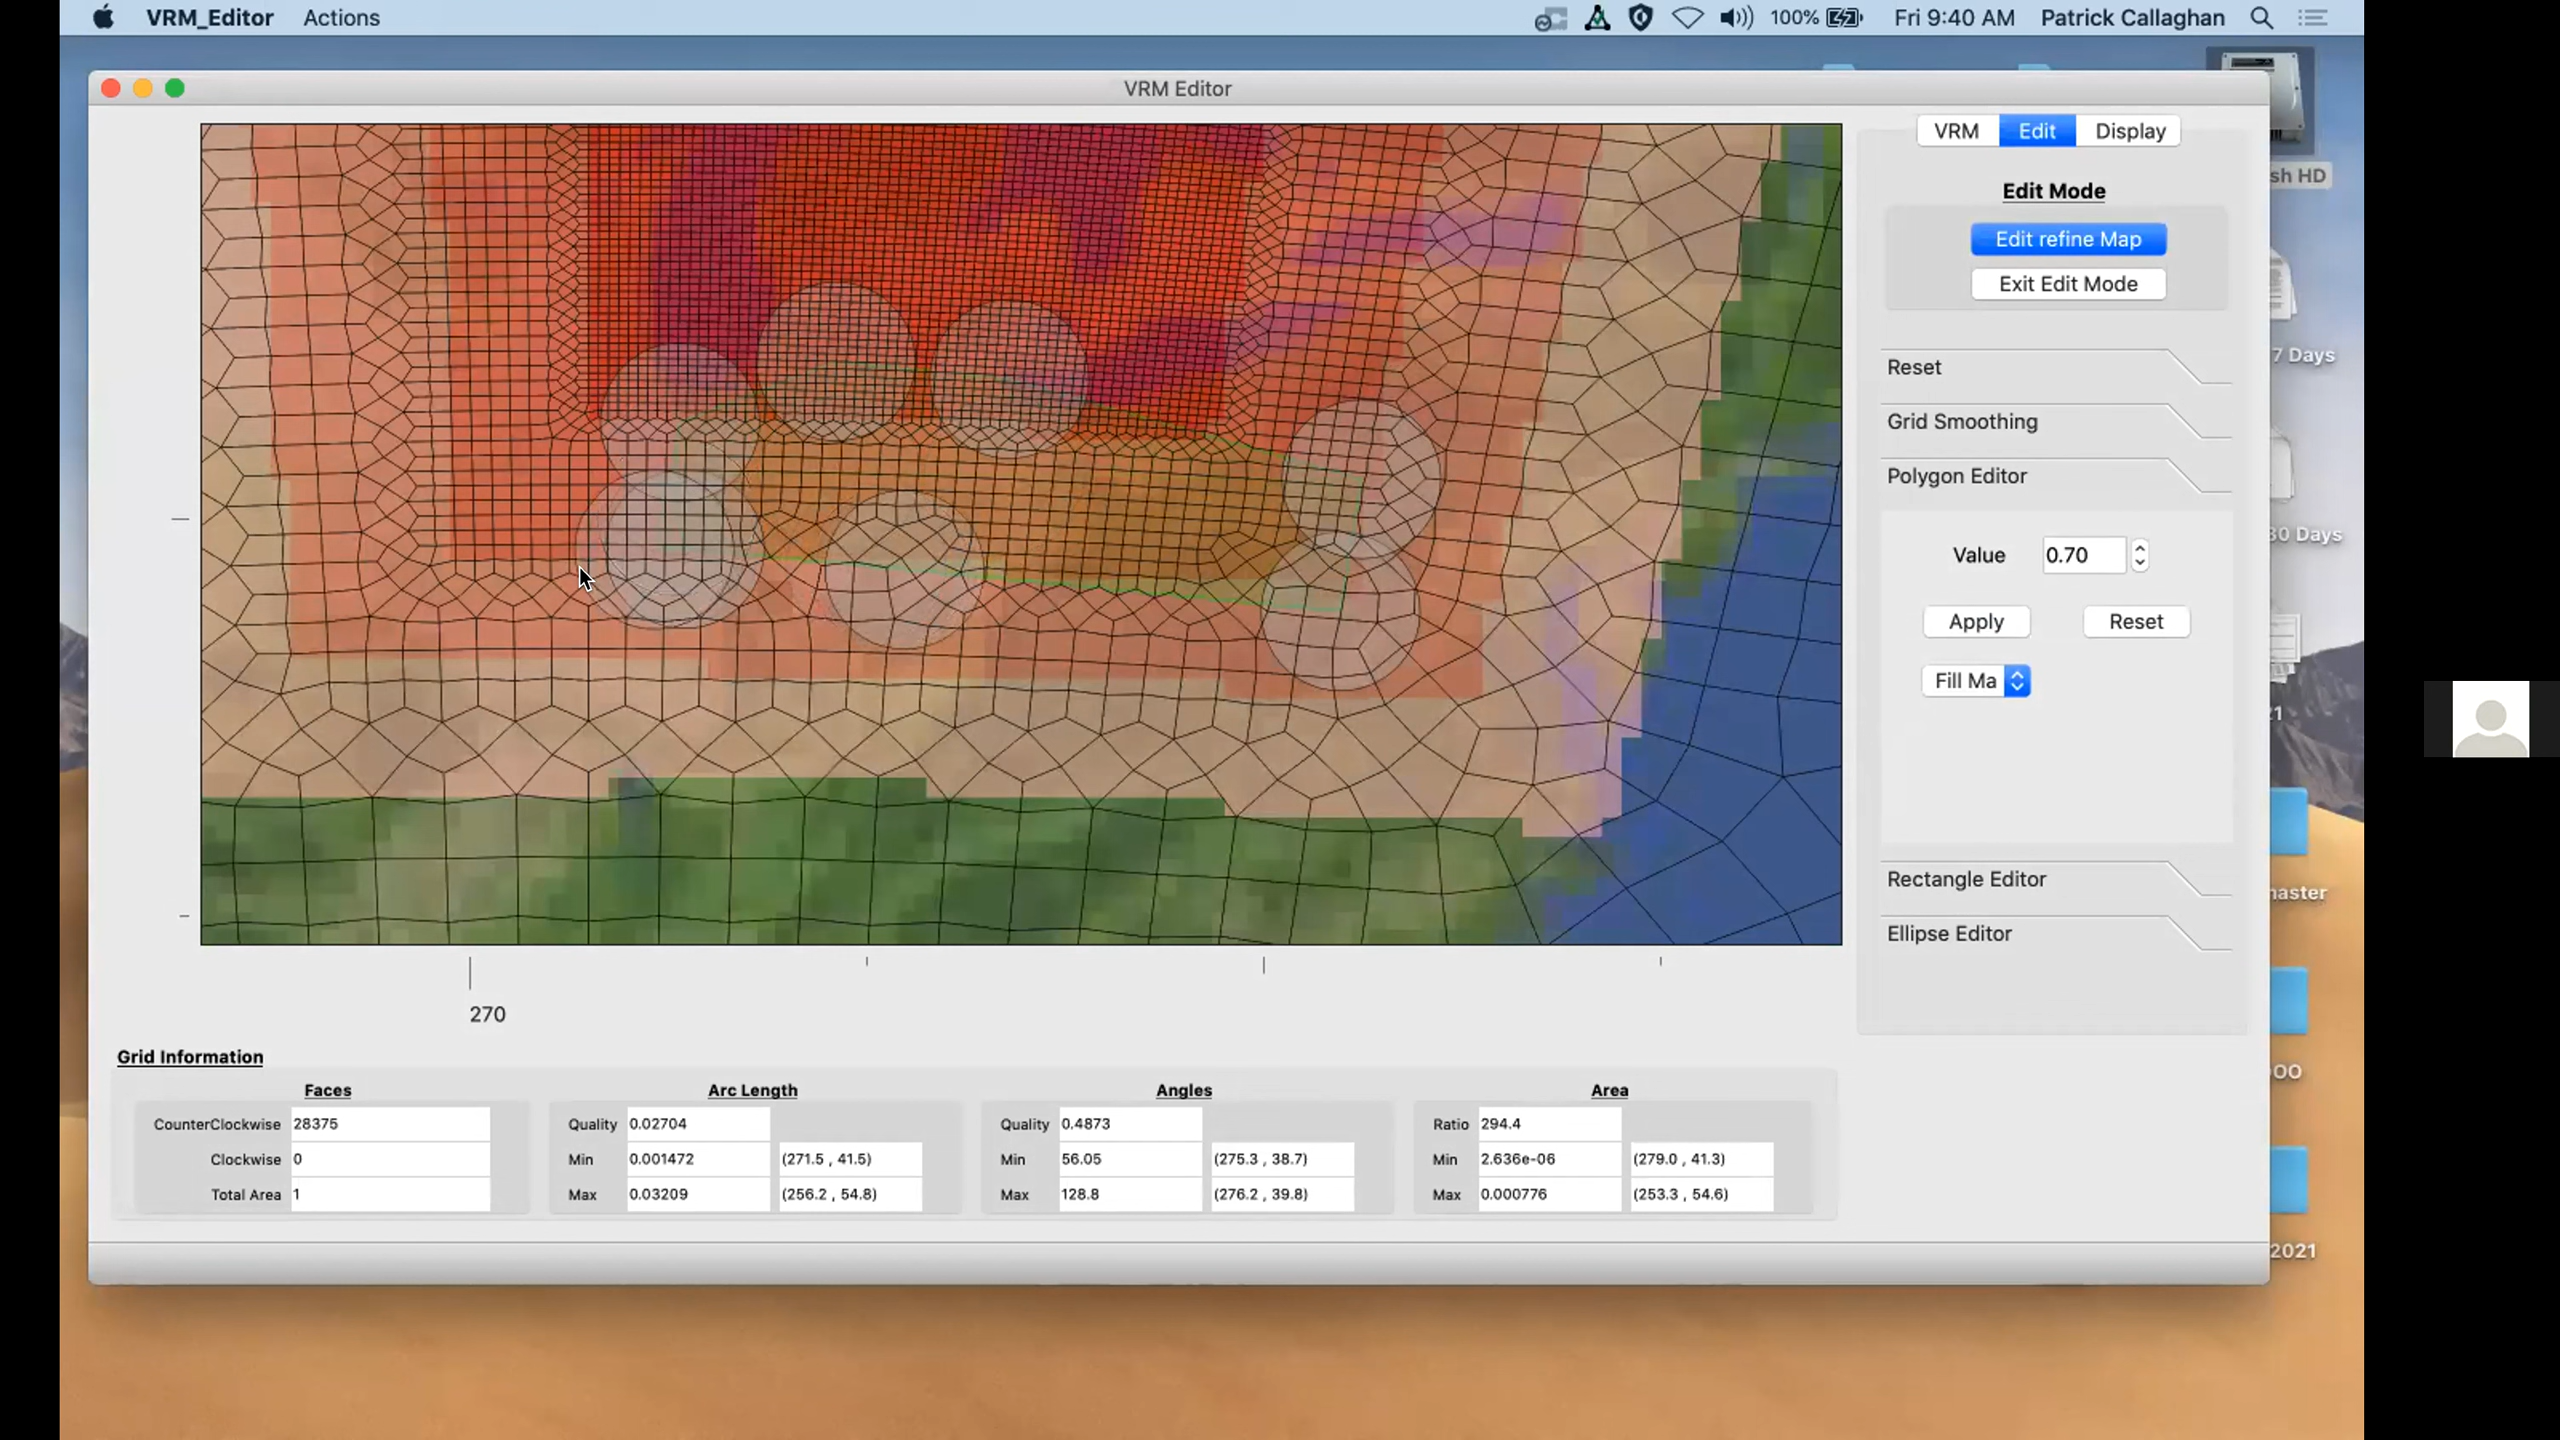 VRM_Editor Actions 100% Fri 9:40 AM Patrick Callaghan
VRM Editor
VRM Edit Display
sh HD
Edit Mode
Edit refine Map
Exit Edit Mode
7 Days
Reset
Grid Smoothing
Polygon Editor
30 Days
Value 0.70
Apply Reset
Fill Ma
21
Rectangle Editor
master
Ellipse Editor
270
Grid Information
OO
Faces Arc Length Angles Area
CounterClockwise 28375 Quality 0.02704 Quality 0.4873 Ratio 294.4
Clockwise 0 Min 0.001472 (271.5 , 41.5) Min 56.05 (275.3 , 38.7) Min 2.636e-06 (279.0 , 41.3)
Total Area 1 Max 0.03209 (256.2 , 54.8) Max 128.8 (276.2 , 39.8) Max 0.000776 (253.3 , 54.6)
2021